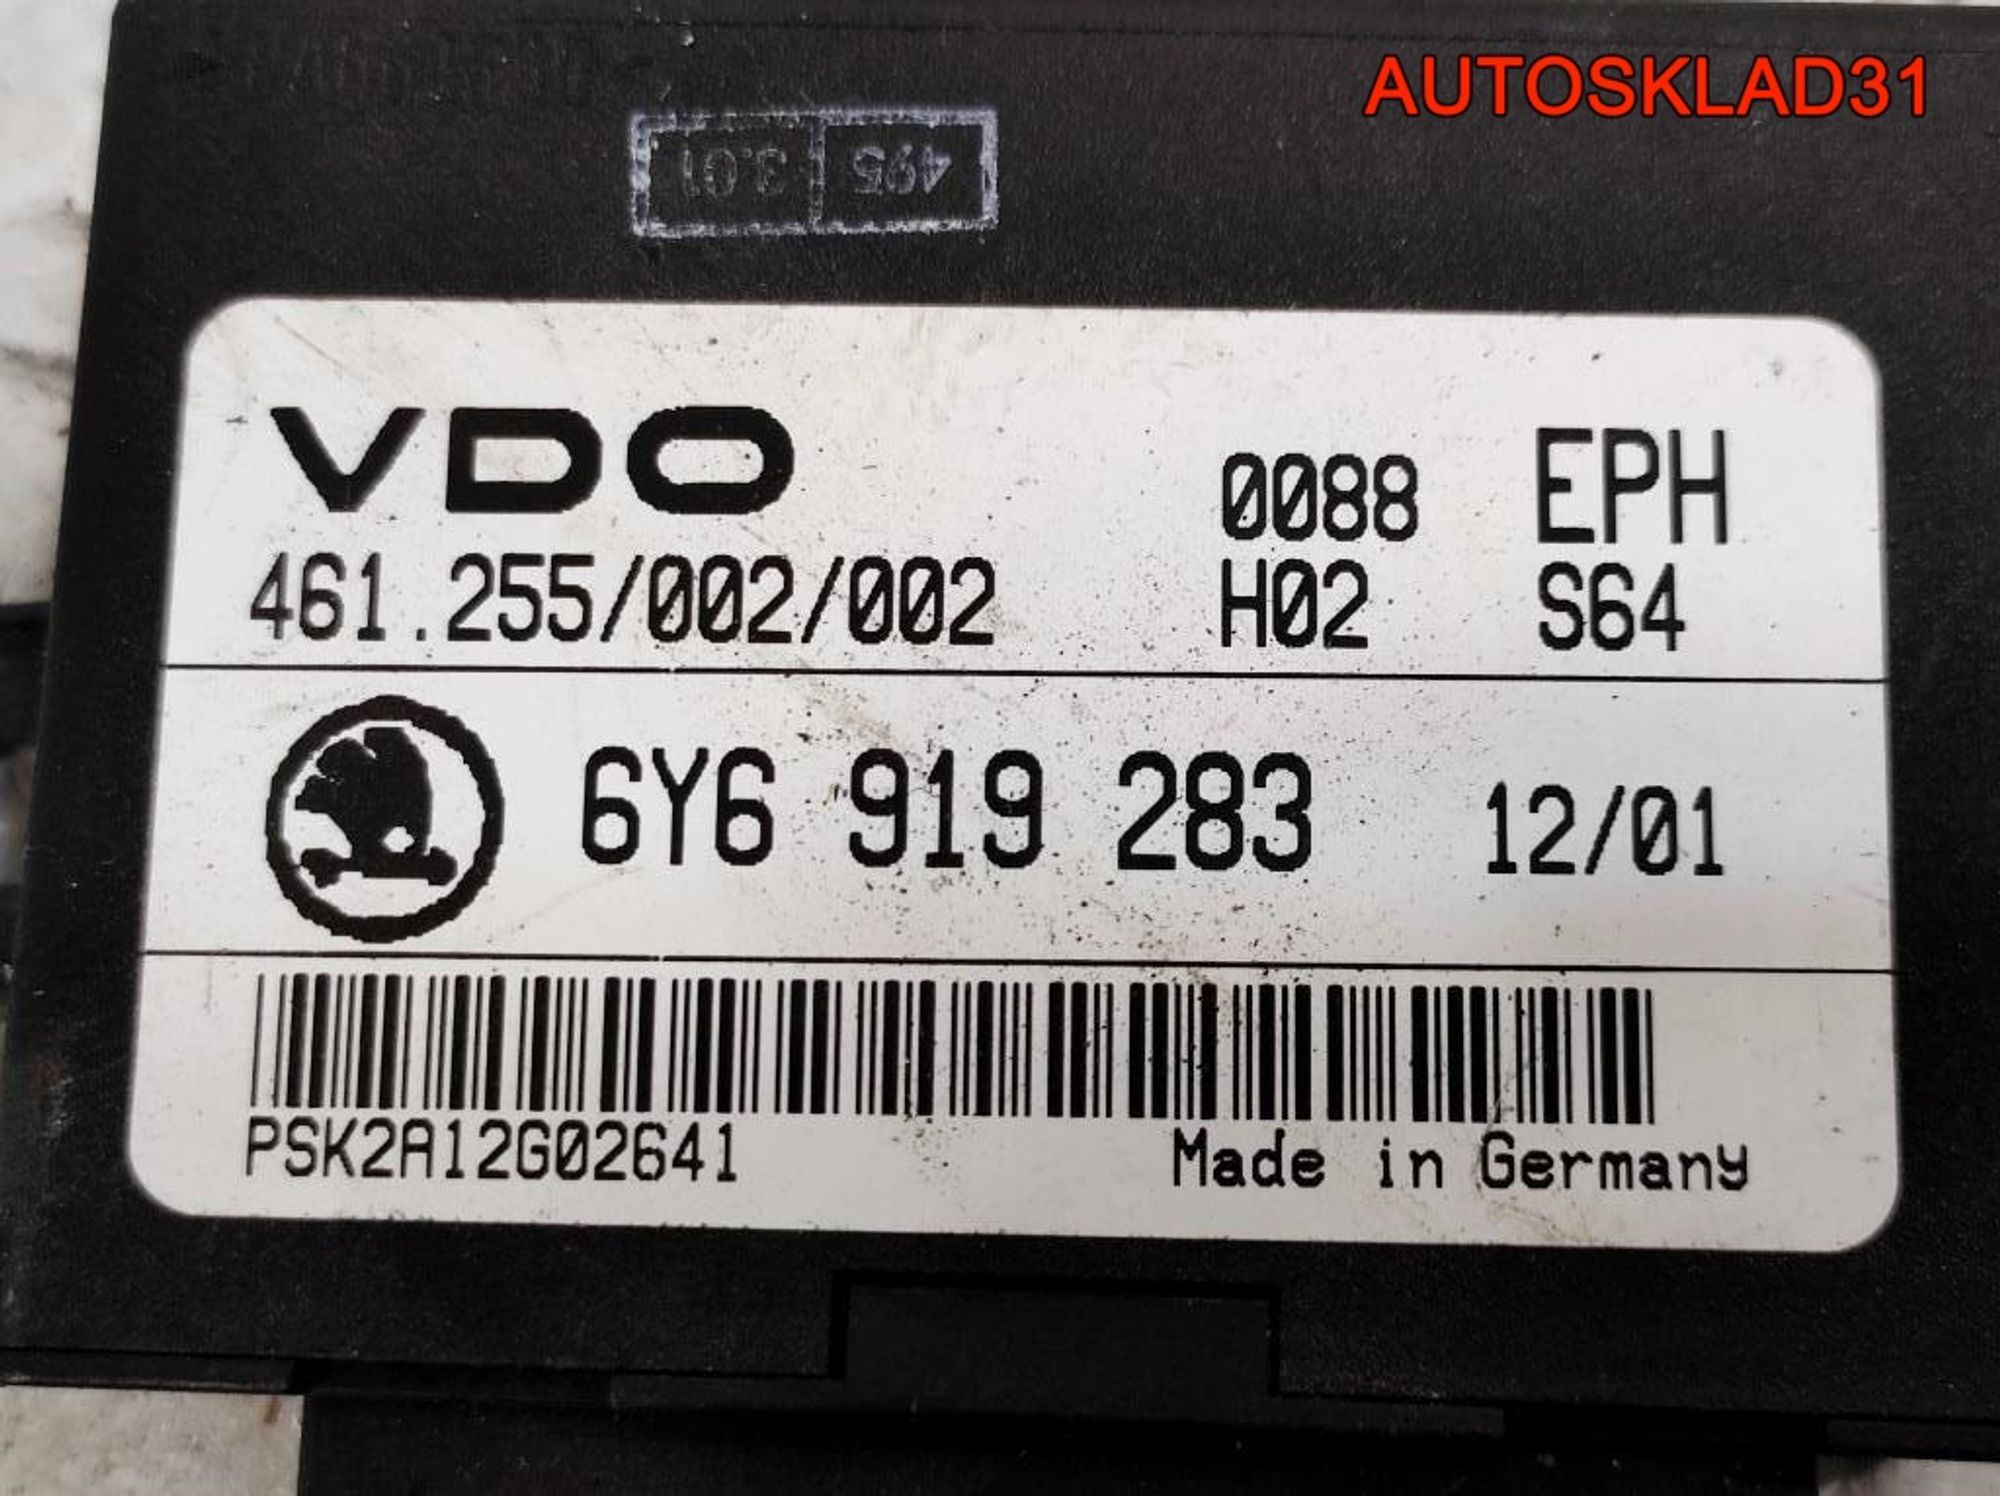 AUTOSKLAD31
495 3.01
VDO
0088 EPH
461.255/002/002 H02 S64
6Y6 919 283 12/01
PSK2A12G02641 Made in Germany